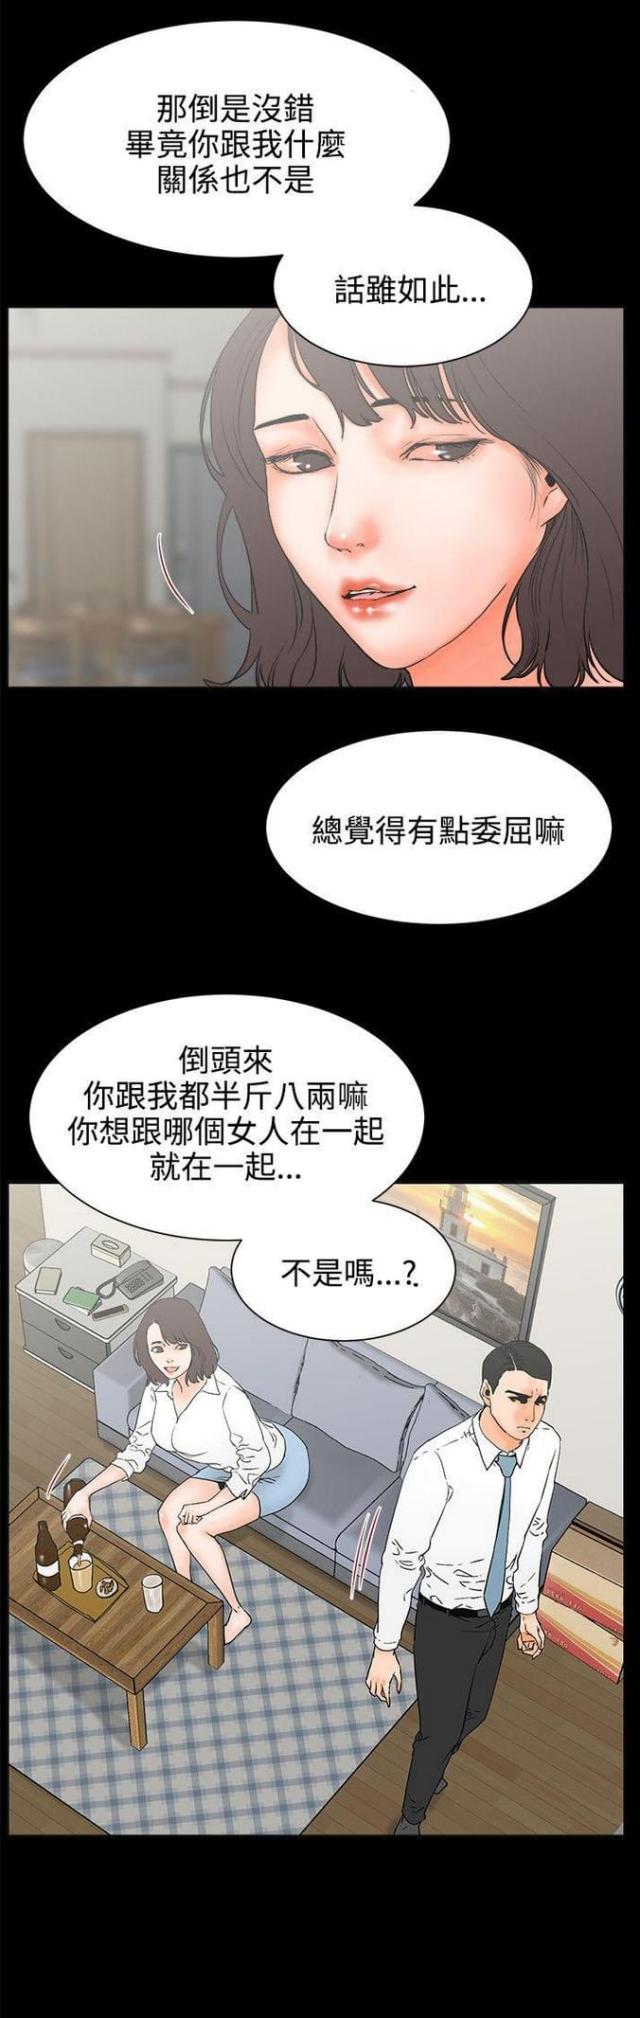 那倒是沒錯
畢竟你跟我什麼
關係也不是
話雖如此...
總覺得有點委屈嘛
倒頭來
你跟我都半斤八兩嘛
你想跟哪個女人在一起
就在一起...
不是嗎...?